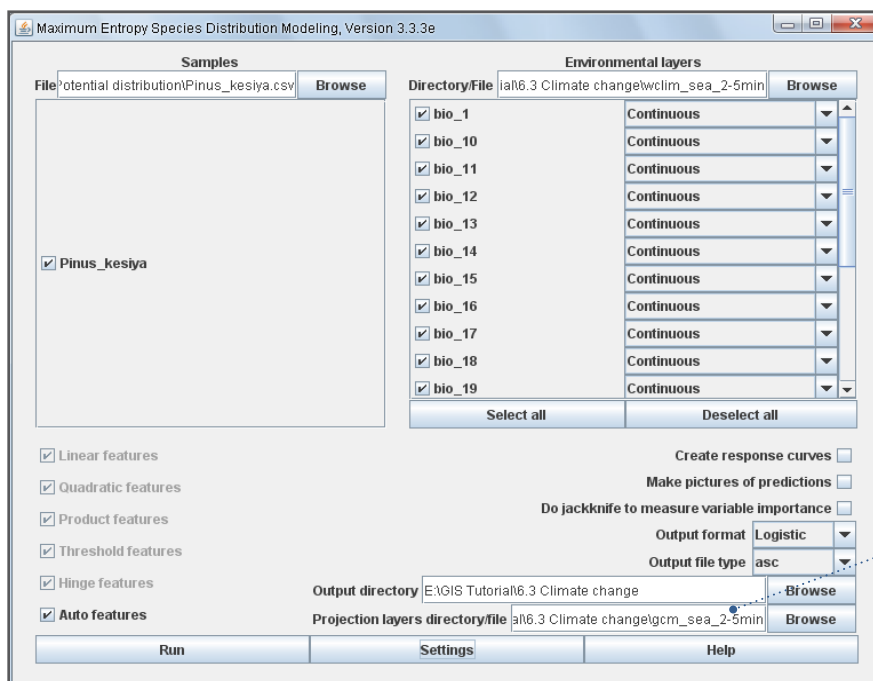 Maximum Entropy Species Distribution Modeling, Version 3.3.3e
Samples
File Potential distribution\Pinus_kesiya.csv Browse
Pinus_kesiya
Environmental layers
Directory/File ial\6.3 Climate change\wclim_sea_2-5min Browse
bio_1 Continuous
bio_10 Continuous
bio_11 Continuous
bio_12 Continuous
bio_13 Continuous
bio_14 Continuous
bio_15 Continuous
bio_16 Continuous
bio_17 Continuous
bio_18 Continuous
bio_19 Continuous
Select all Deselect all
Linear features
Quadratic features
Product features
Threshold features
Hinge features
Auto features
Create response curves
Make pictures of predictions
Do jackknife to measure variable importance
Output format Logistic
Output file type asc
Output directory E:\GIS Tutorial\6.3 Climate change Browse
Projection layers directory/file al\6.3 Climate change\gcm_sea_2-5min Browse
Run Settings Help